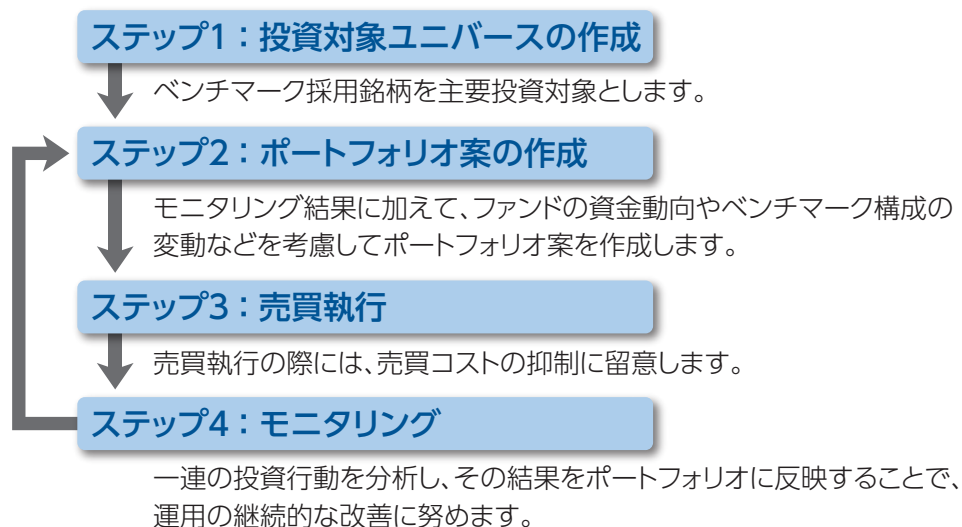 ステップ1：投資対象ユニバースの作成
ベンチマーク採用銘柄を主要投資対象とします。
ステップ2：ポートフォリオ案の作成
モニタリング結果に加えて、ファンドの資金動向やベンチマーク構成の
変動などを考慮してポートフォリオ案を作成します。
ステップ3：売買執行
売買執行の際には、売買コストの抑制に留意します。
ステップ4：モニタリング
一連の投資行動を分析し、その結果をポートフォリオに反映することで、
運用の継続的な改善に努めます。